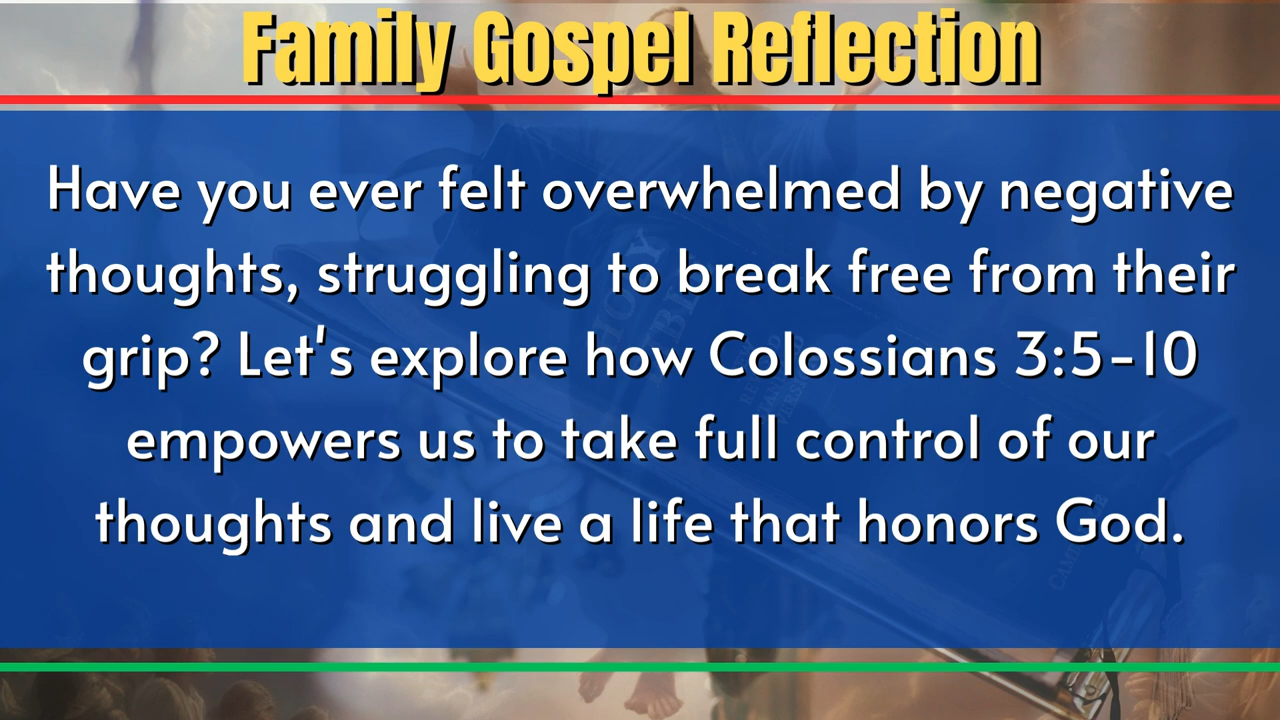 Family Gospel Reflection
Have you ever felt overwhelmed by negative
thoughts, struggling to break free from their
grip? Let's explore how Colossians 3:5-10
empowers us to take full control of our
thoughts and live a life that honors God.
HOLY
BIBLE